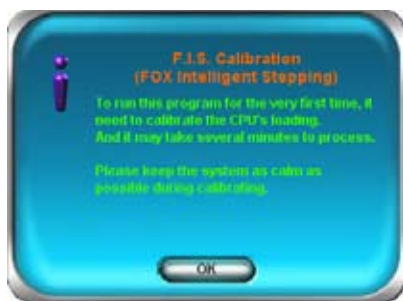 F.I.S. Calibration
(FOX Intelligent Stepping)
To run this program for the very first time, it
need to calibrate the CPU's loading.
And it may take several minutes to process.
Please keep the system as calm as
possible during calibrating.
OK